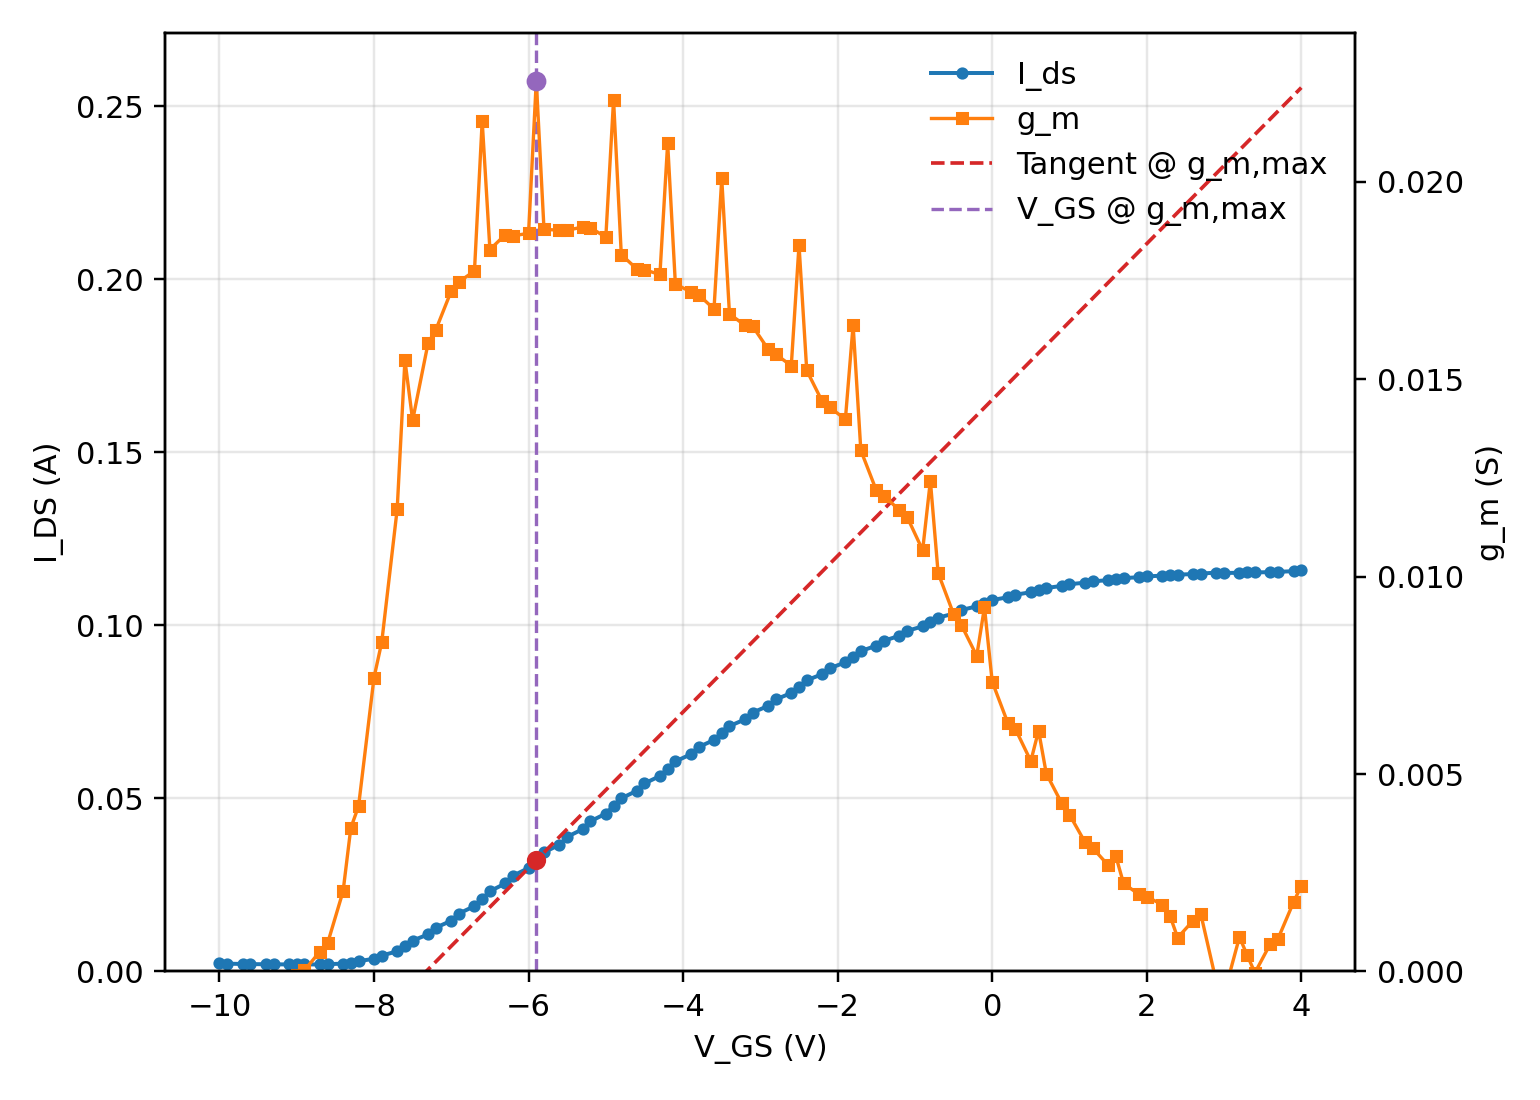 I_ds
g_m
Tangent @ g_m,max
V_GS @ g_m,max
0.25
0.20
0.15
0.10
0.05
0.00
I_DS (A)
0.020
0.015
0.010
0.005
0.000
g_m (S)
−10
−8
−6
−4
−2
0
2
4
V_GS (V)